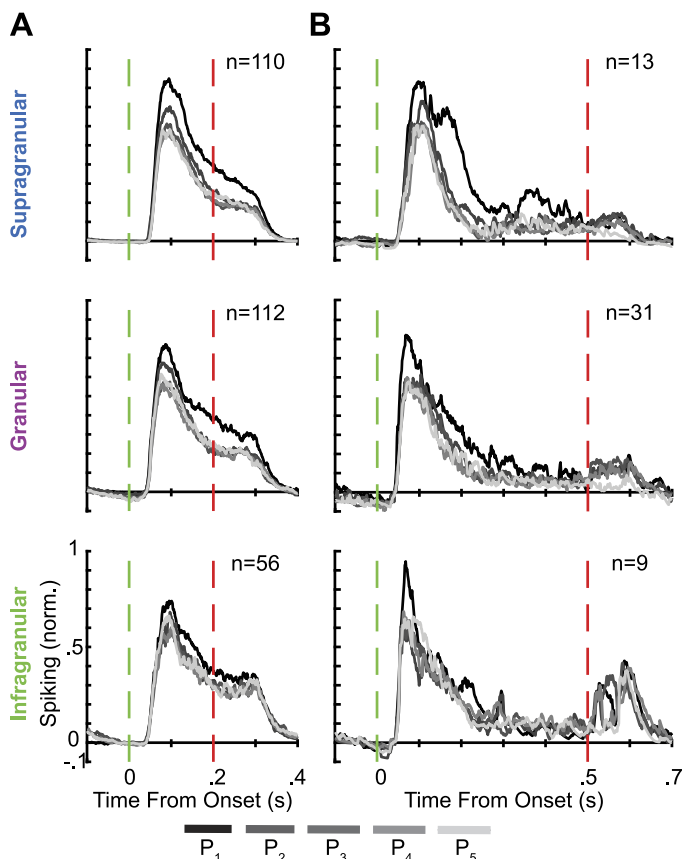 A
B
Supragranular
n=110
n=13
Granular
n=112
n=31
Infragranular
Spiking (norm.)
1
.5
0
-.1
n=56
n=9
0 .2 .4
0 .5 .7
Time From Onset (s)
Time From Onset (s)
P1 P2 P3 P4 P5